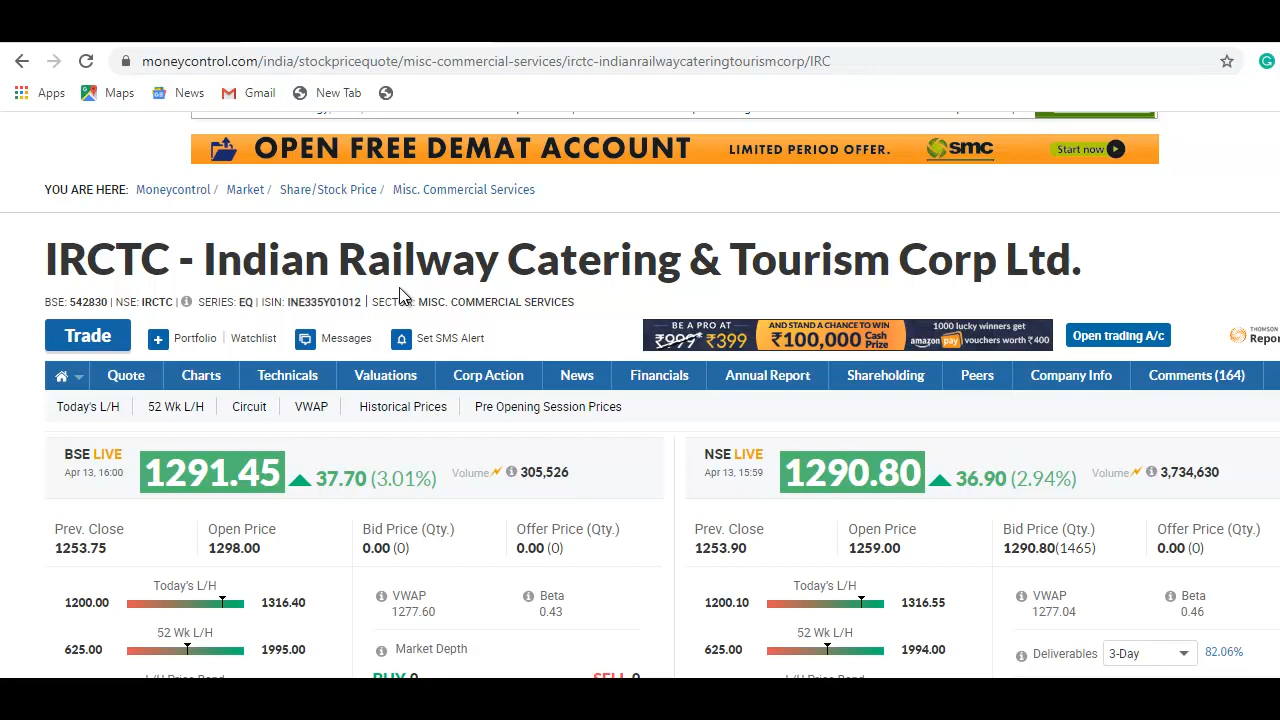 moneycontrol.com/india/stockpricequote/misc-commercial-services/irctc-indianrailwaycateringtourismcorp/IRC
Apps Maps News Gmail New Tab
OPEN FREE DEMAT ACCOUNT LIMITED PERIOD OFFER. smc Start now
YOU ARE HERE: Moneycontrol / Market / Share/Stock Price / Misc. Commercial Services
IRCTC - Indian Railway Catering & Tourism Corp Ltd.
BSE: 542830 | NSE: IRCTC | SERIES: EQ | ISIN: INE335Y01012 | MISC. COMMERCIAL SERVICES
Trade + Portfolio | Watchlist Messages Set SMS Alert
BE A PRO AT ₹999* ₹399 AND STAND A CHANCE TO WIN ₹100,000 Cash Prize 1000 lucky winners get amazon pay vouchers worth ₹400
Open trading A/c
THOMSON
Quote Charts Technicals Valuations Corp Action News Financials Annual Report Shareholding Peers Company Info Comments (164)
Today's L/H 52 Wk L/H Circuit VWAP Historical Prices Pre Opening Session Prices
BSE LIVE
Apr 13, 16:00
1291.45 37.70 (3.01%) Volume 305,526
NSE LIVE
Apr 13, 15:59
1290.80 36.90 (2.94%) Volume 3,734,630
Prev. Close Open Price Bid Price (Qty.) Offer Price (Qty.)
1253.75 1298.00 0.00 (0) 0.00 (0)
Prev. Close Open Price Bid Price (Qty.) Offer Price (Qty.)
1253.90 1259.00 1290.80(1465) 0.00 (0)
Today's L/H
1200.00 1316.40
VWAP Beta
1277.60 0.43
Today's L/H
1200.10 1316.55
VWAP Beta
1277.04 0.46
52 Wk L/H
625.00 1995.00
Market Depth
52 Wk L/H
625.00 1994.00
Deliverables 3-Day 82.06%